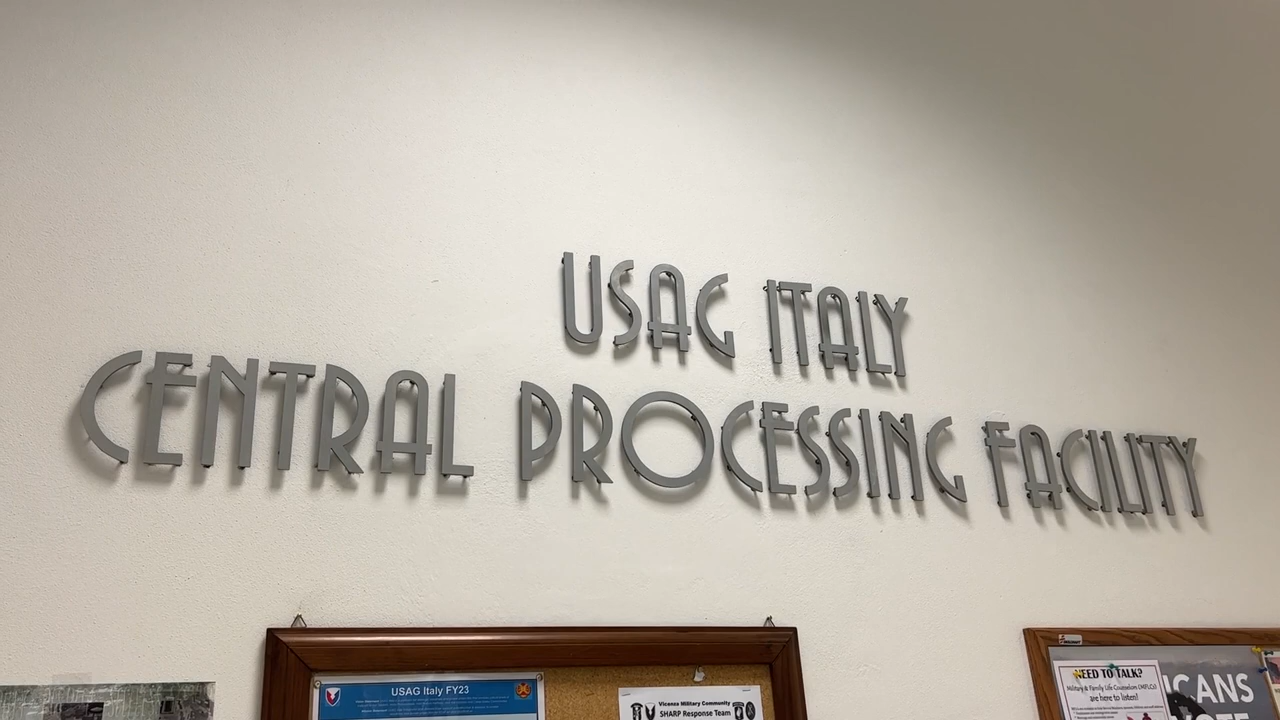 USAG ITALY
CENTRAL PROCESSING FACILITY
USAG Italy FY23
Vicenza Military Community
SHARP Response Team
NEED TO TALK?
Military & Family Life Counselors (MFLCs)
are here to listen!
ICANS